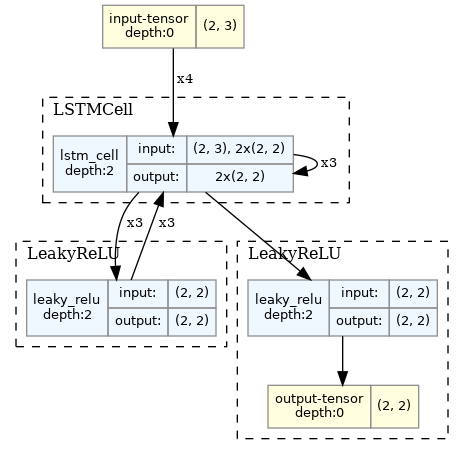 input-tensor
depth:0
(2, 3)
x4
LSTMCell
lstm_cell
depth:2
input:
(2, 3), 2x(2, 2)
output:
2x(2, 2)
x3
x3
x3
LeakyReLU
leaky_relu
depth:2
input:
(2, 2)
output:
(2, 2)
LeakyReLU
leaky_relu
depth:2
input:
(2, 2)
output:
(2, 2)
output-tensor
depth:0
(2, 2)